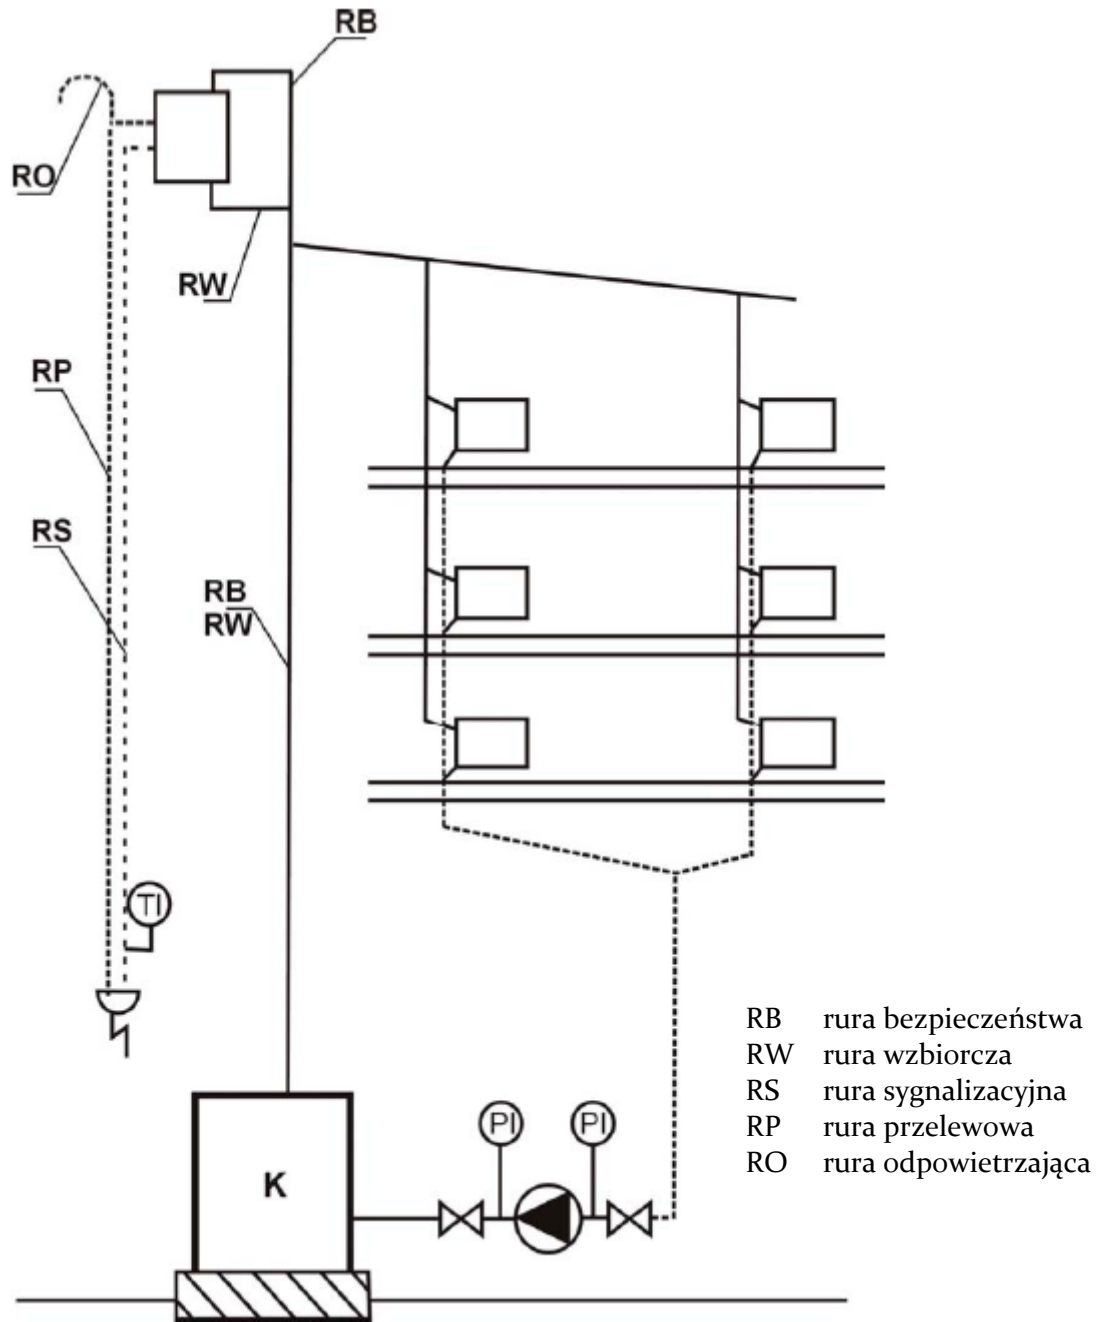 RB
RO
RW
RP
RS
RB
RW
TI
PI PI
K
RB rura bezpieczeństwa
RW rura wzbiorcza
RS rura sygnalizacyjna
RP rura przelewowa
RO rura odpowietrzająca